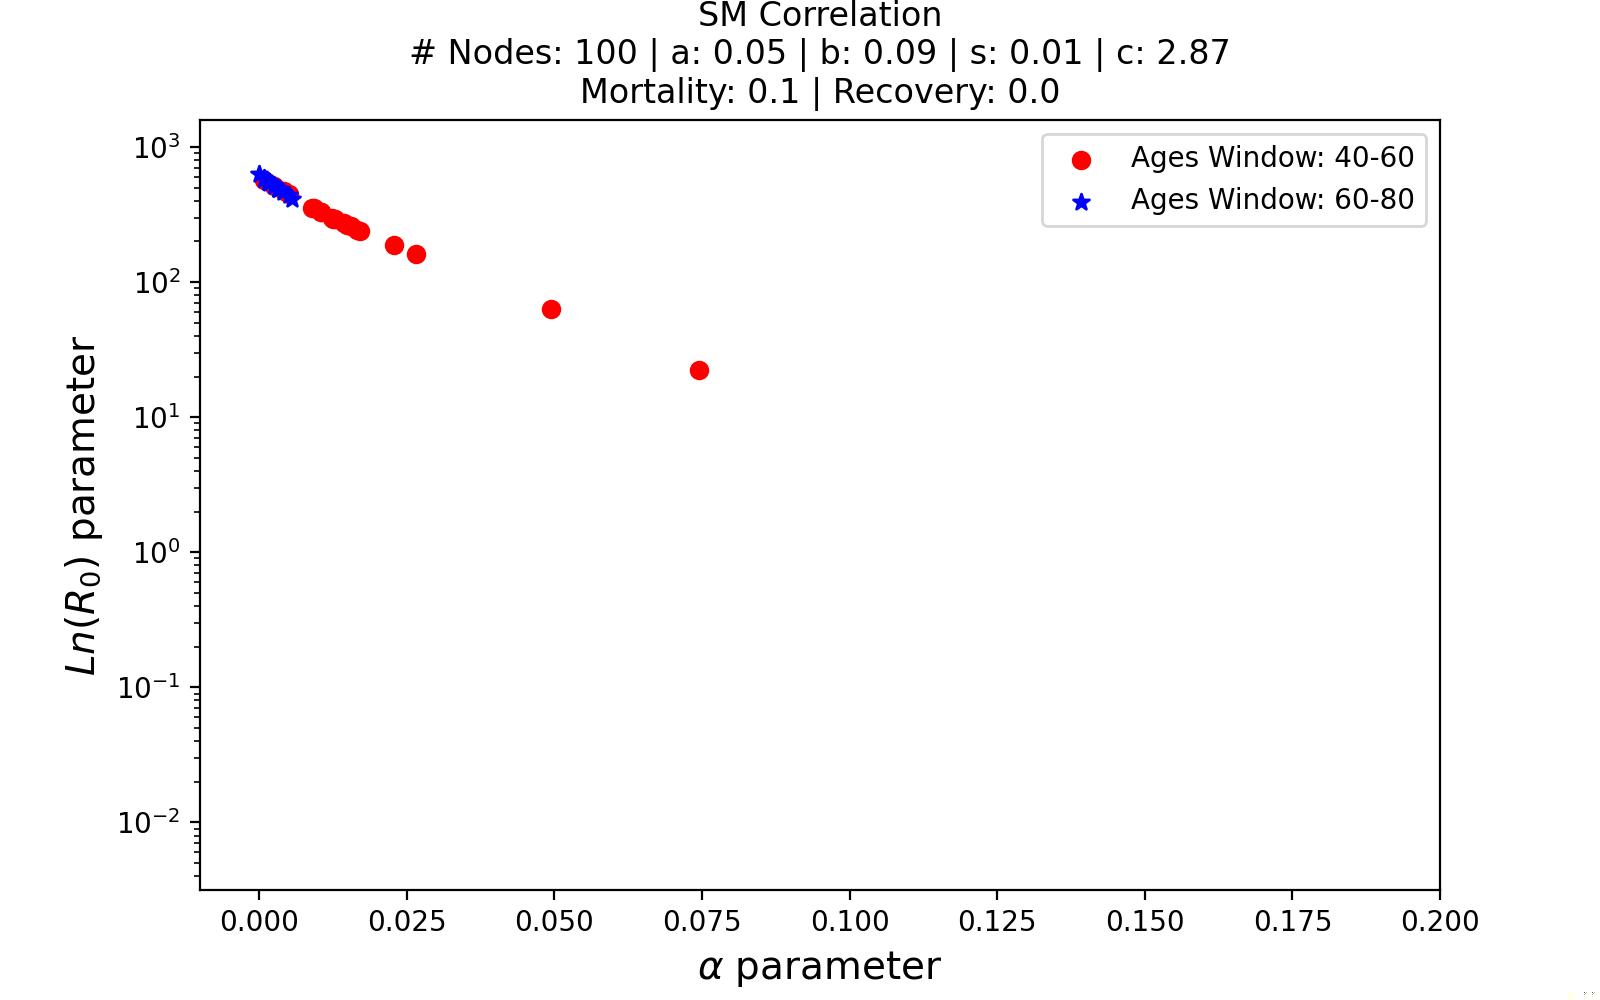 SM Correlation
# Nodes: 100 | a: 0.05 | b: 0.09 | s: 0.01 | c: 2.87
Mortality: 0.1 | Recovery: 0.0
Ages Window: 40-60
Ages Window: 60-80
Ln(R₀) parameter
10³
10²
10¹
10⁰
10⁻¹
10⁻²
0.000 0.025 0.050 0.075 0.100 0.125 0.150 0.175 0.200
α parameter